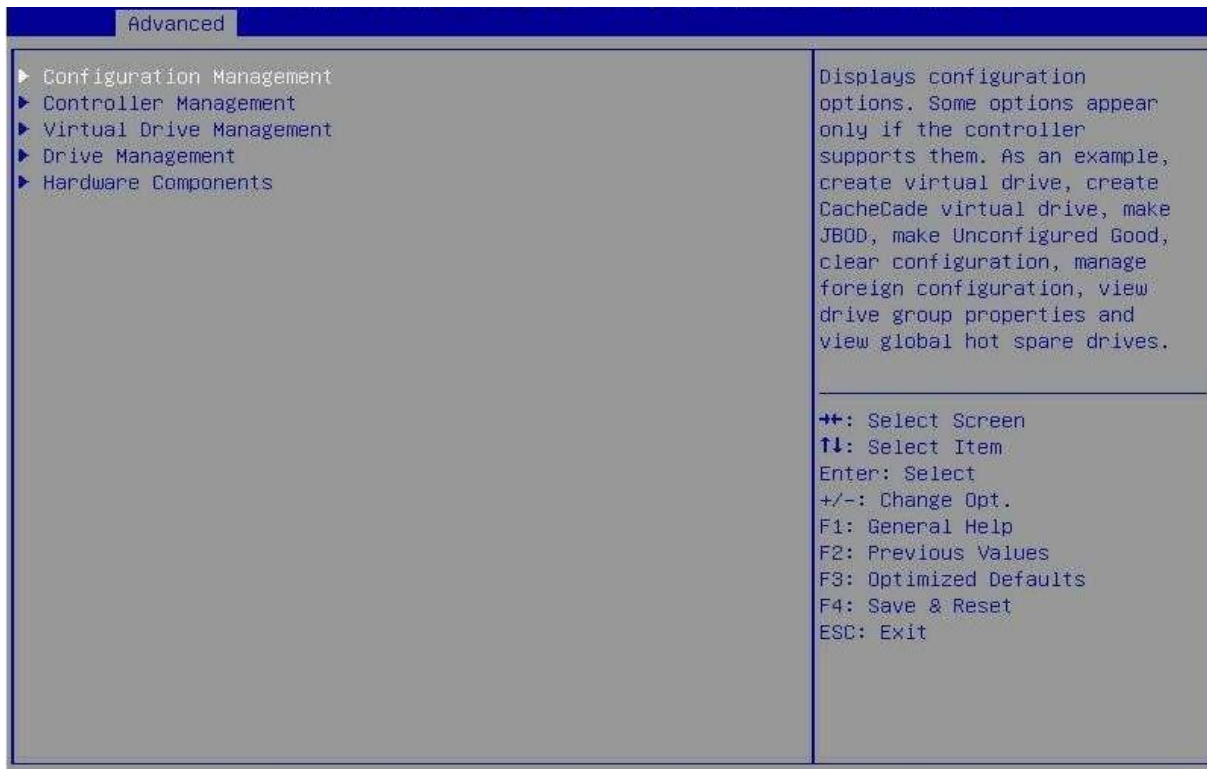 Advanced
Configuration Management
Controller Management
Virtual Drive Management
Drive Management
Hardware Components
Displays configuration
options. Some options appear
only if the controller
supports them. As an example,
create virtual drive, create
CacheCade virtual drive, make
JBOD, make Unconfigured Good,
clear configuration, manage
foreign configuration, view
drive group properties and
view global hot spare drives.
→←: Select Screen
↑↓: Select Item
Enter: Select
+/-: Change Opt.
F1: General Help
F2: Previous Values
F3: Optimized Defaults
F4: Save & Reset
ESC: Exit